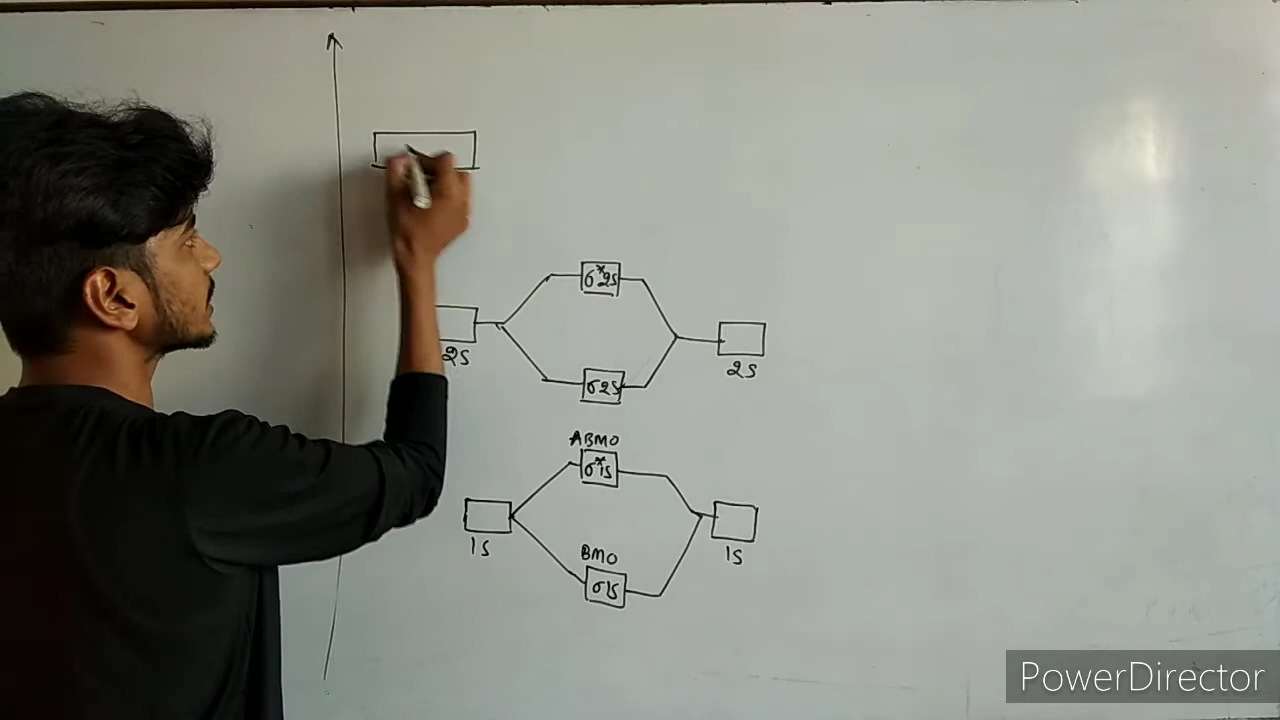 σ*2s
2s
2s
σ2s
ABMO
σ*1s
1s
1s
BMO
σ1s
PowerDirector